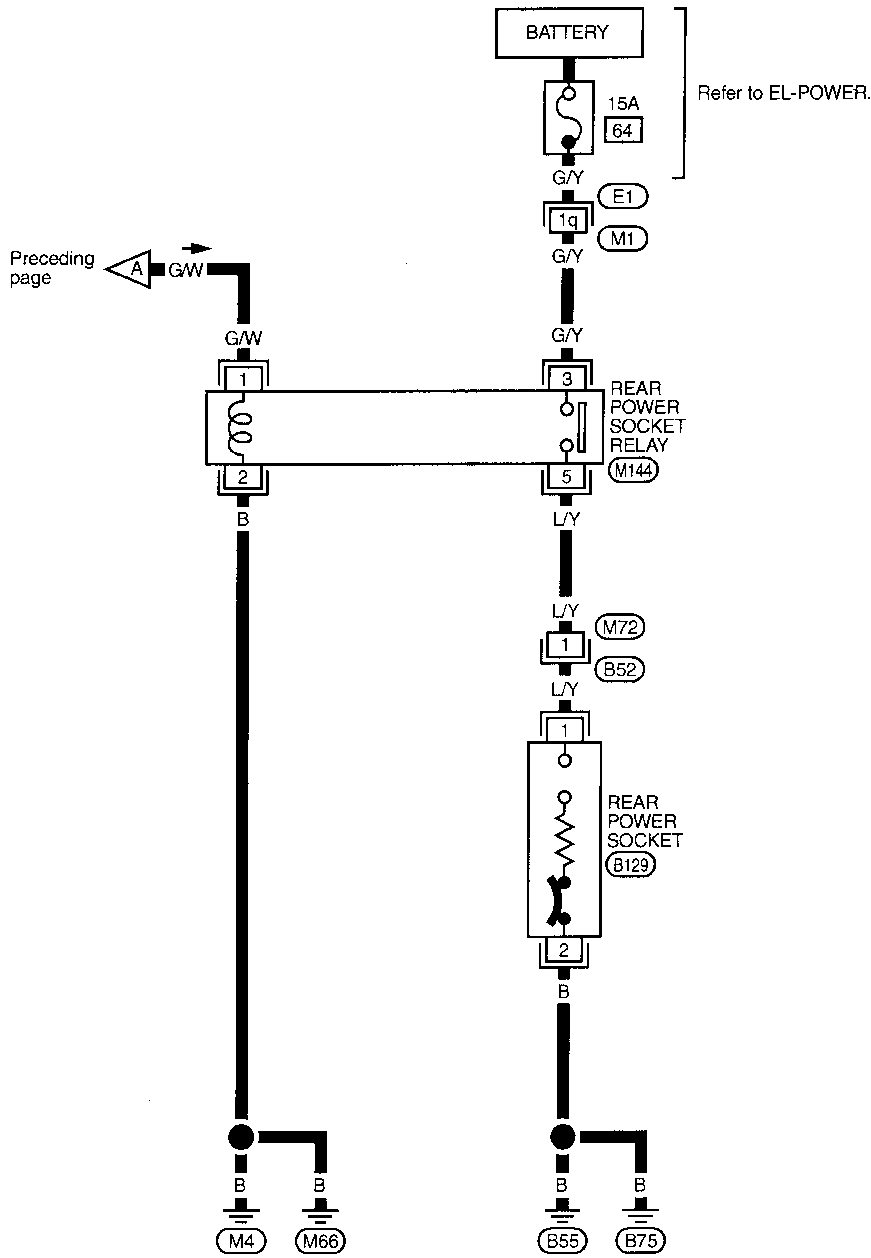 BATTERY
Refer to EL-POWER.
15A
64
G/Y
E1
1q
M1
G/Y
Preceding
page
A
G/W
G/W
G/Y
1
3
REAR
POWER
SOCKET
RELAY
M144
2
5
B
L/Y
L/Y
M72
1
B52
L/Y
1
REAR
POWER
SOCKET
B129
2
B
B
B
B
B
M4
M66
B55
B75